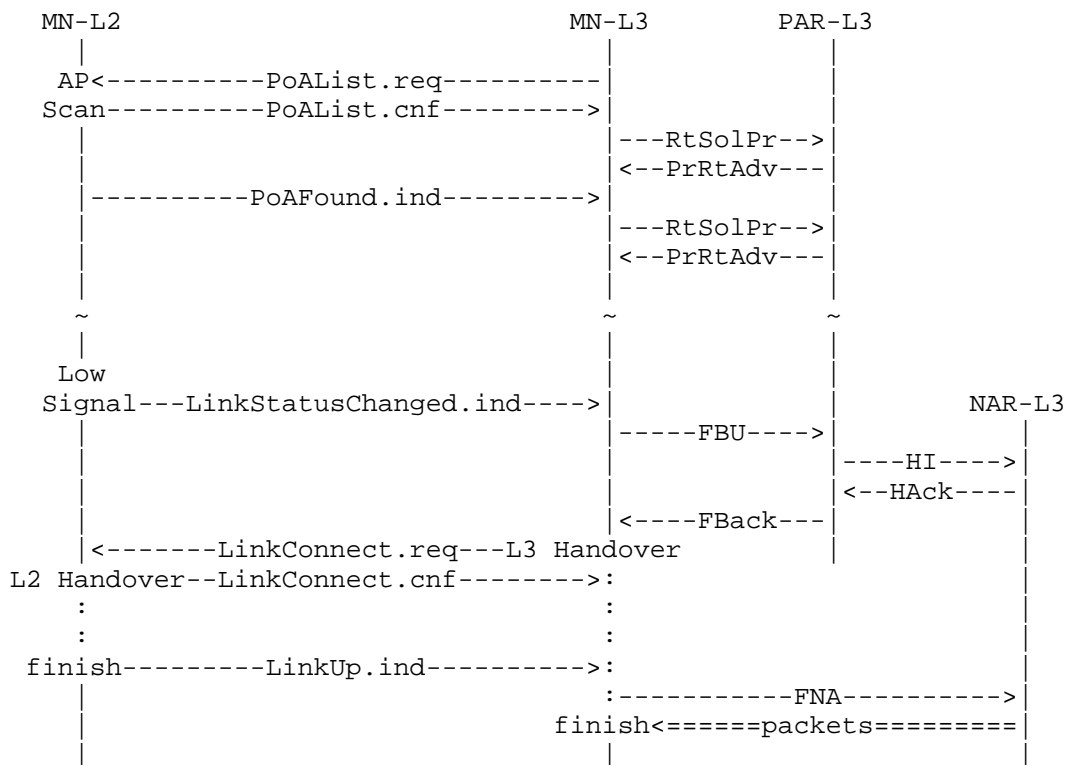 MN-L2                             MN-L3     PAR-L3
  |                                 |             |
 AP<----------PoAList.req----------|             |
Scan----------PoAList.cnf--------->|             |
  |                                 |---RtSolPr-->|
  |                                 |<--PrRtAdv---|
  |----------PoAFound.ind--------->|             |
  |                                 |---RtSolPr-->|
  |                                 |<--PrRtAdv---|
  |                                 |             |
  ~                                 ~             ~
  |                                 |             |
 Low                                |             |
Signal---LinkStatusChanged.ind---->|             |        NAR-L3
  |                                 |-----FBU---->|           |
  |                                 |             |----HI---->|
  |                                 |             |<--HAck----|
  |                                 |<----FBack---|           |
  |<-------LinkConnect.req---L3 Handover         |           |
L2 Handover--LinkConnect.cnf-------->:                        |
  :                                 :                         |
  :                                 :                         |
finish---------LinkUp.ind---------->:                         |
  |                                 :-----------FNA---------->|
  |                              finish<======packets=========|
  |                                 |                         |